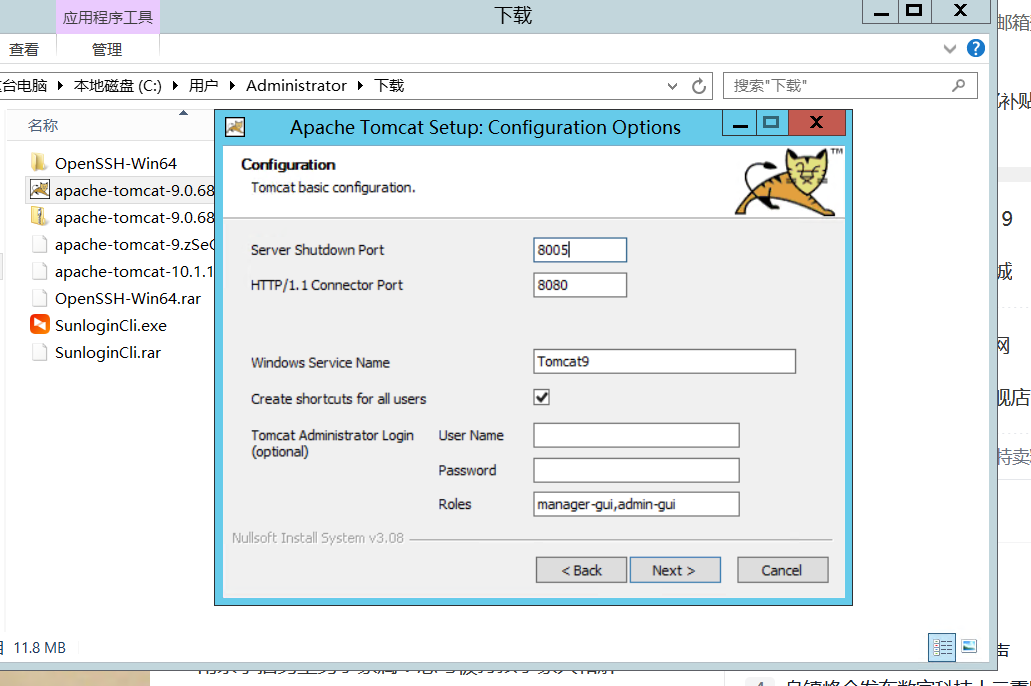 应用程序工具
下载
邮箱
查看
管理
台电脑
本地磁盘 (C:)
用户
Administrator
下载
搜索"下载"
补贴
名称
Apache Tomcat Setup: Configuration Options
OpenSSH-Win64
apache-tomcat-9.0.68
apache-tomcat-9.0.68
apache-tomcat-9.zSe
apache-tomcat-10.1.1
OpenSSH-Win64.rar
SunloginCli.exe
SunloginCli.rar
Configuration
Tomcat basic configuration.
TM
Server Shutdown Port
8005
HTTP/1.1 Connector Port
8080
Windows Service Name
Tomcat9
Create shortcuts for all users
Tomcat Administrator Login
(optional)
User Name
Password
Roles
manager-gui,admin-gui
Nullsoft Install System v3.08
< Back
Next >
Cancel
9
城
网
舰店
特卖
11.8 MB
声